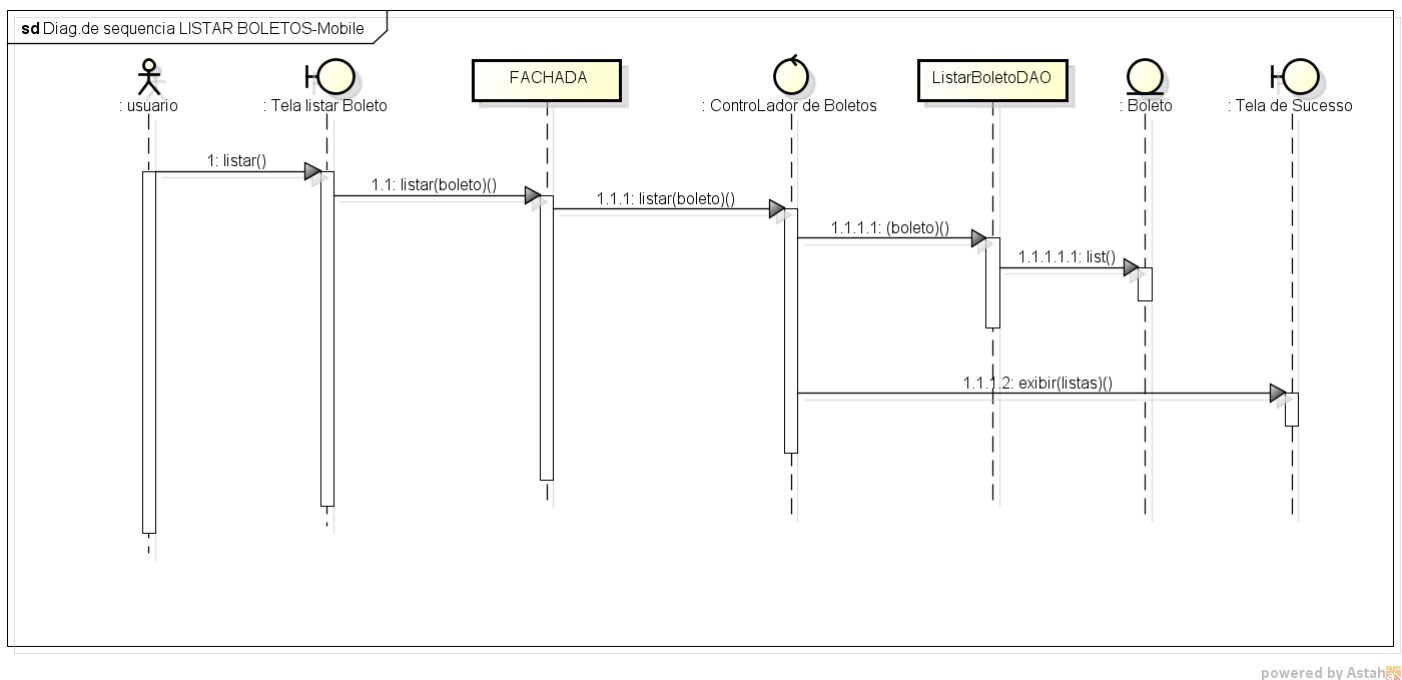 sd Diag.de sequencia LISTAR BOLETOS-Mobile
: usuario
: Tela listar Boleto
FACHADA
: ControLador de Boletos
ListarBoletoDAO
: Boleto
: Tela de Sucesso
1: listar()
1.1: listar(boleto)()
1.1.1: listar(boleto)()
1.1.1.1: (boleto)()
1.1.1.1.1: list()
1.1.1.2: exibir(listas)()
powered by Astah